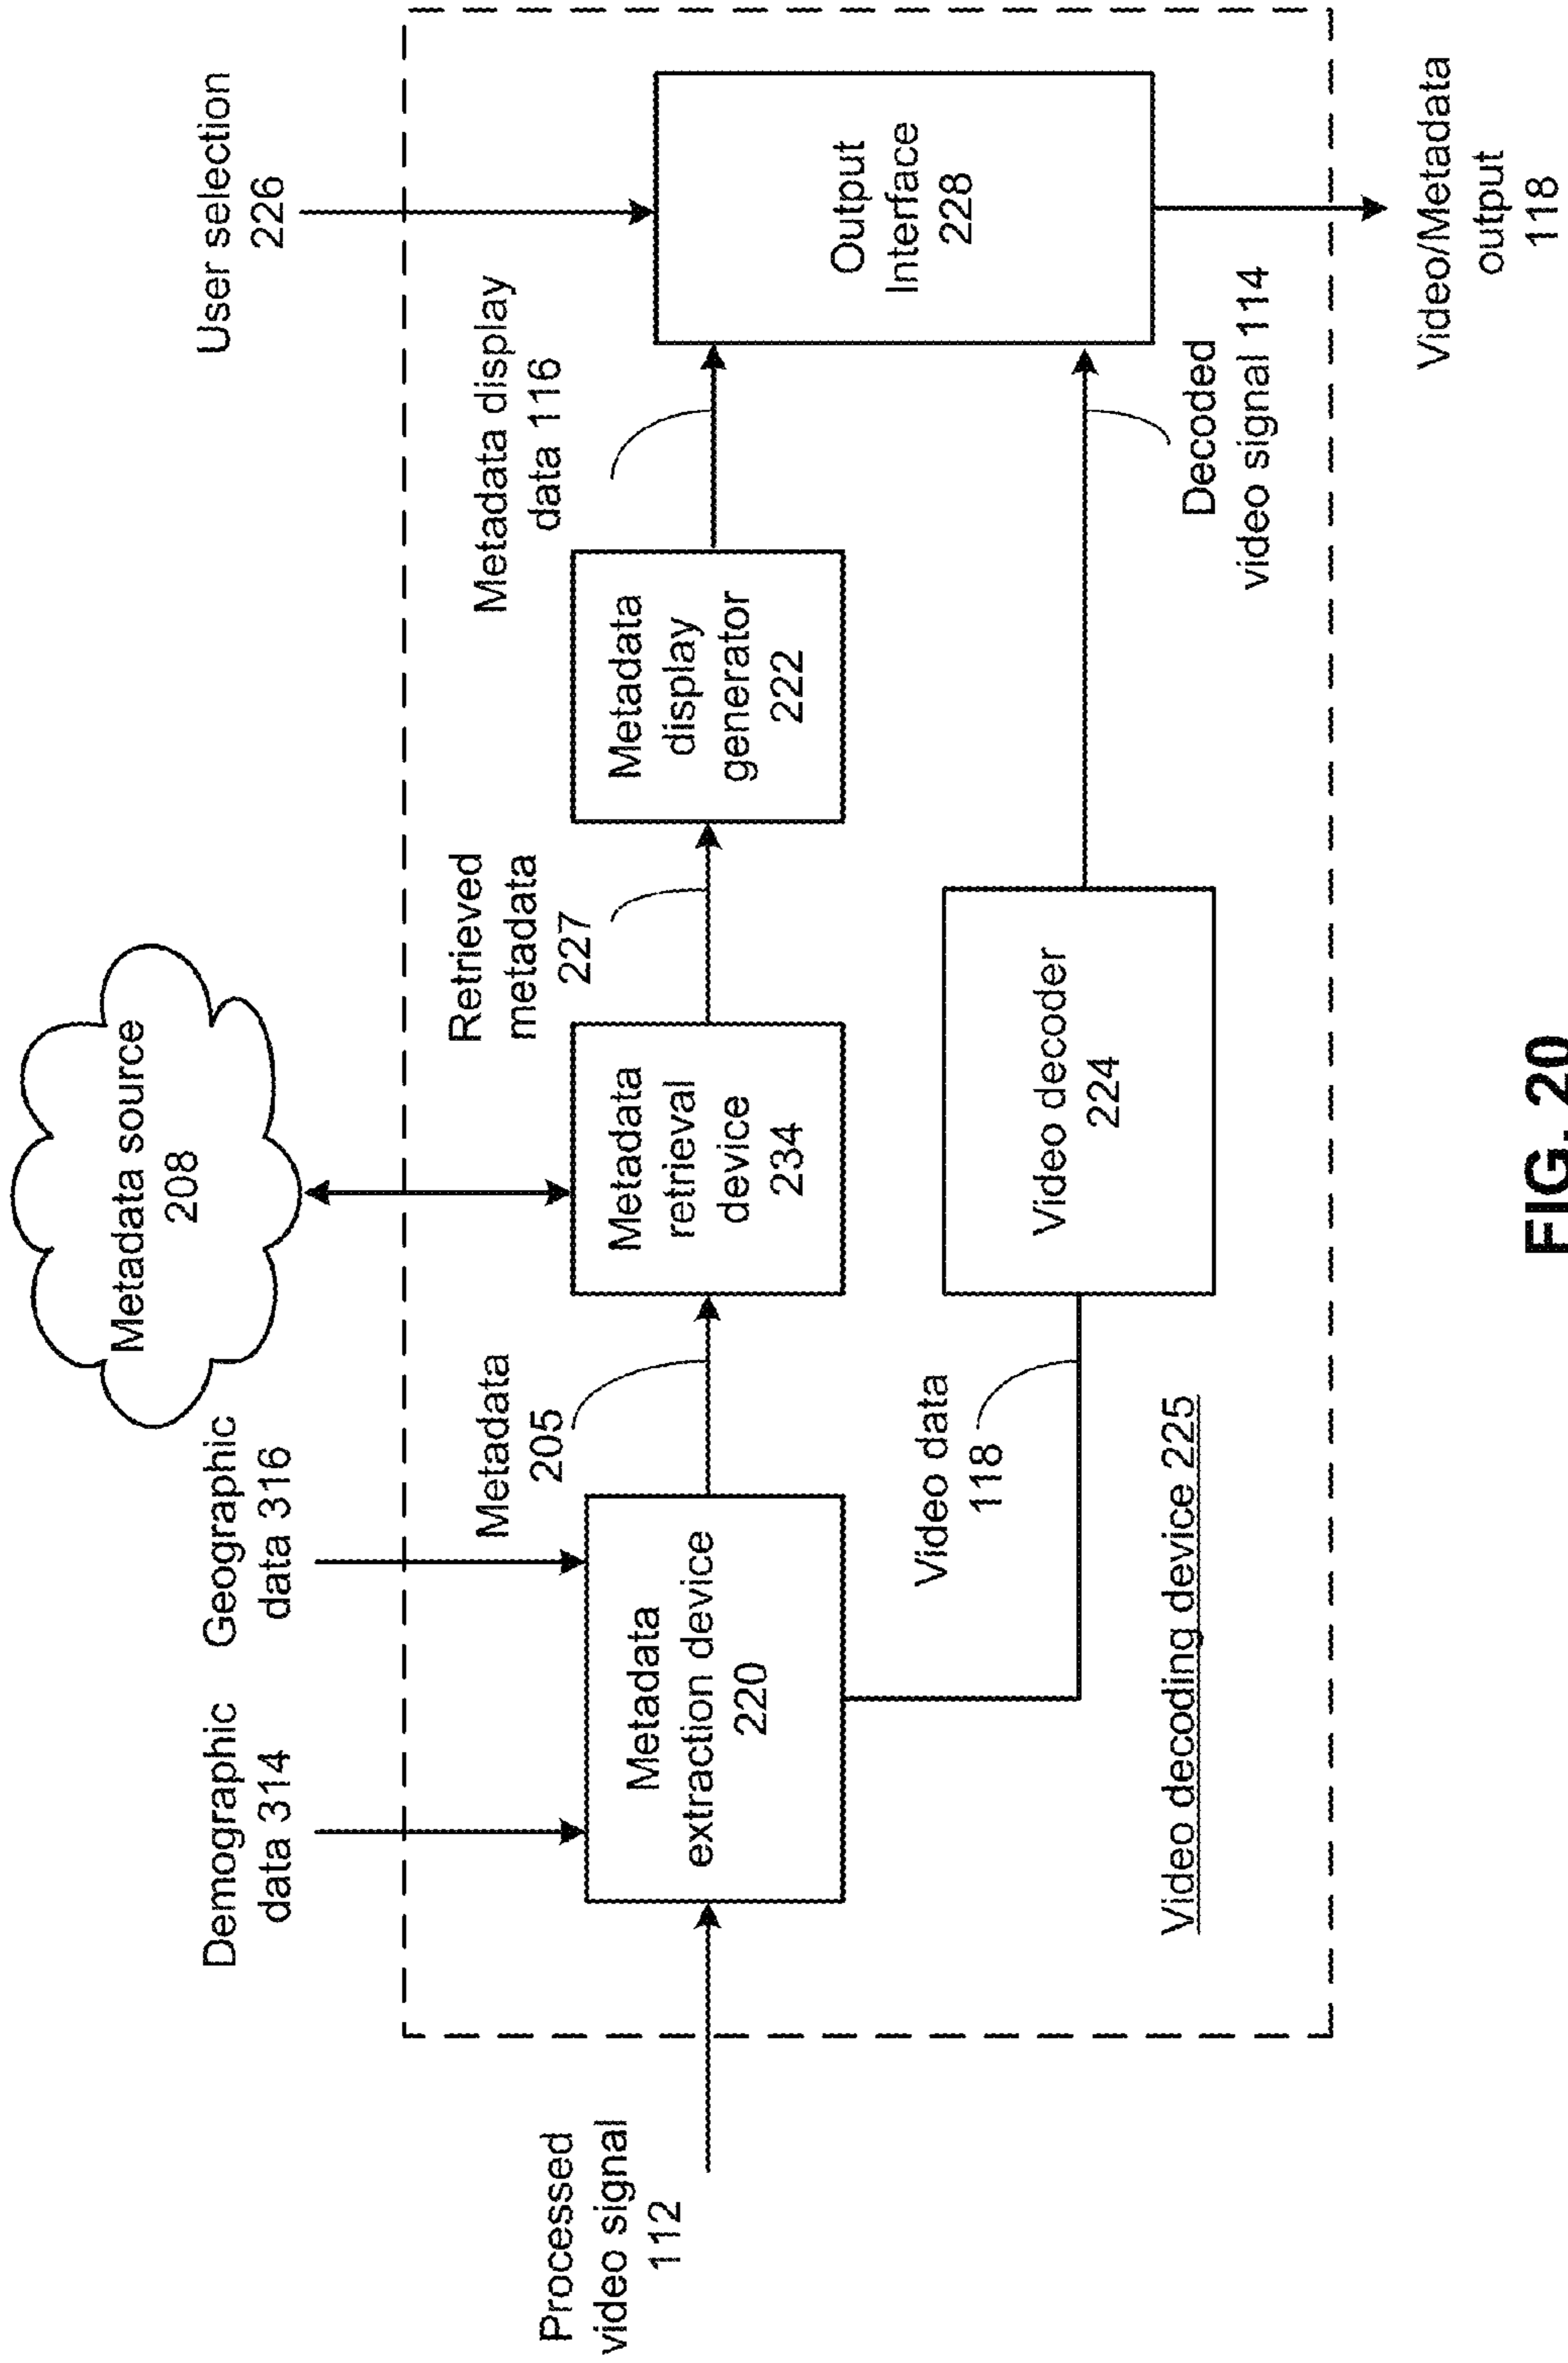 Demographic
data 314
Geographic
data 316
Metadata source
208
User selection
226
Processed
video signal
112
Metadata
extraction device
220
Metadata
205
Metadata
retrieval
device
234
Retrieved
metadata
227
Metadata
display
generator
222
Metadata display
data 116
Output
Interface
228
Video data
118
Video decoder
224
Decoded
video signal 114
Video decoding device 225
Video/Metadata
output
118
FIG. 20